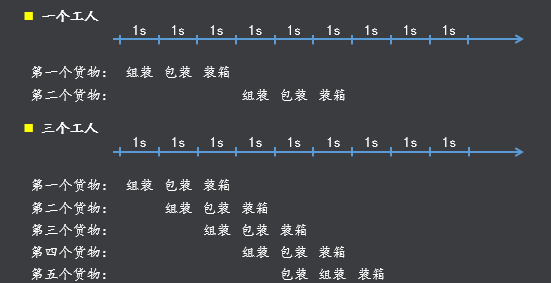 一个工人
1s 1s 1s 1s 1s 1s 1s 1s 1s
第一个货物: 组装 包装 装箱
第二个货物: 组装 包装 装箱
三个工人
1s 1s 1s 1s 1s 1s 1s 1s 1s
第一个货物: 组装 包装 装箱
第二个货物: 组装 包装 装箱
第三个货物: 组装 包装 装箱
第四个货物: 组装 包装 装箱
第五个货物: 包装 组装 装箱